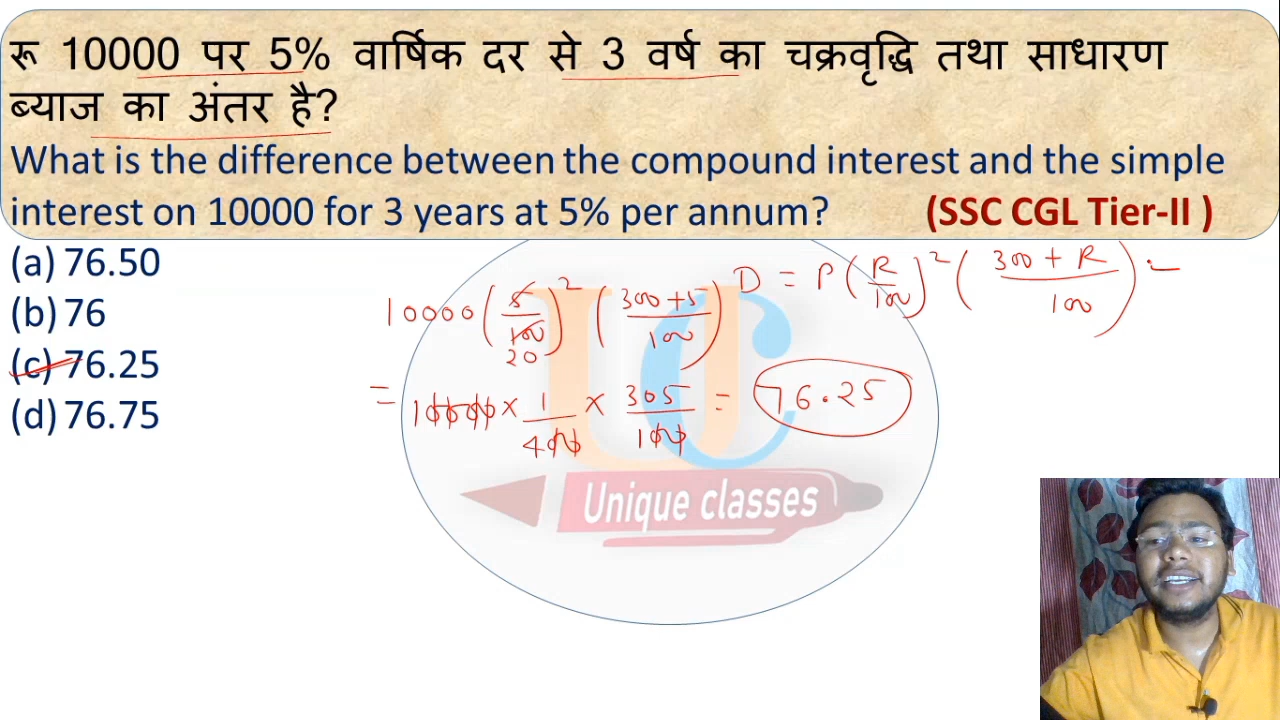 रू 10000 पर 5% वार्षिक दर से 3 वर्ष का चक्रवृद्धि तथा साधारण
ब्याज का अंतर है?
What is the difference between the compound interest and the simple
interest on 10000 for 3 years at 5% per annum? (SSC CGL Tier-II )
(a) 76.50
(b) 76
(c) 76.25
(d) 76.75
D = P (R/100)² (300 + R/100)
10000 (5/100)² (300 + 5/100)
20
= 10000 × 1/400 × 305/100 = 76.25
UC
Unique classes